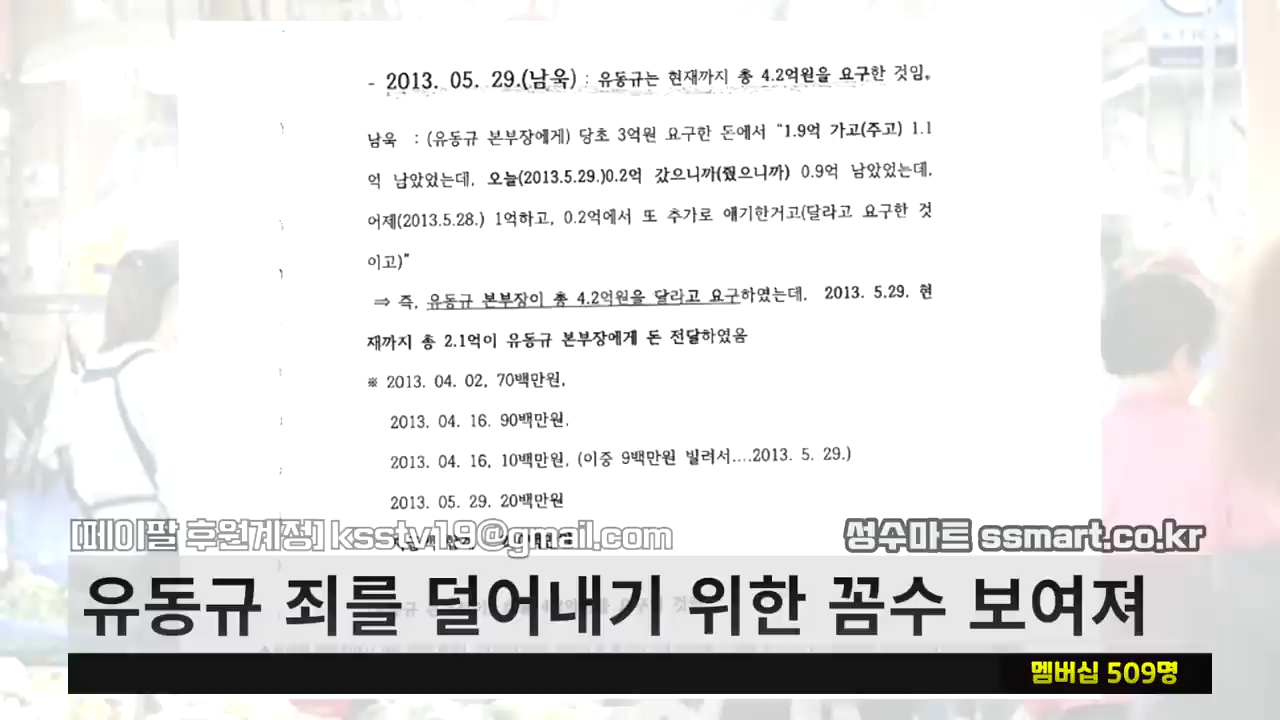 - 2013. 05. 29.(남욱) : 유동규는 현재까지 총 4.2억원을 요구한 것임.
남욱 : (유동규 본부장에게) 당초 3억원 요구한 돈에서 “1.9억 가고(주고) 1.1
억 남았었는데, 오늘(2013.5.29.)0.2억 갔으니까(줬으니까) 0.9억 남았었는데,
어제(2013.5.28.) 1억하고, 0.2억에서 또 추가로 얘기한거고(달라고 요구한 것
이고)”
⇒ 즉, 유동규 본부장이 총 4.2억원을 달라고 요구하였는데, 2013. 5.29. 현
재까지 총 2.1억이 유동규 본부장에게 돈 전달하였음
※ 2013. 04. 02, 70백만원,
2013. 04. 16. 90백만원,
2013. 04. 16, 10백만원, (이중 9백만원 빌려서....2013. 5. 29.)
2013. 05. 29. 20백만원
[페이팔 후원계정] ksstv19@gmail.com
성수마트 ssmart.co.kr
유동규 죄를 덜어내기 위한 꼼수 보여져
멤버십 509명